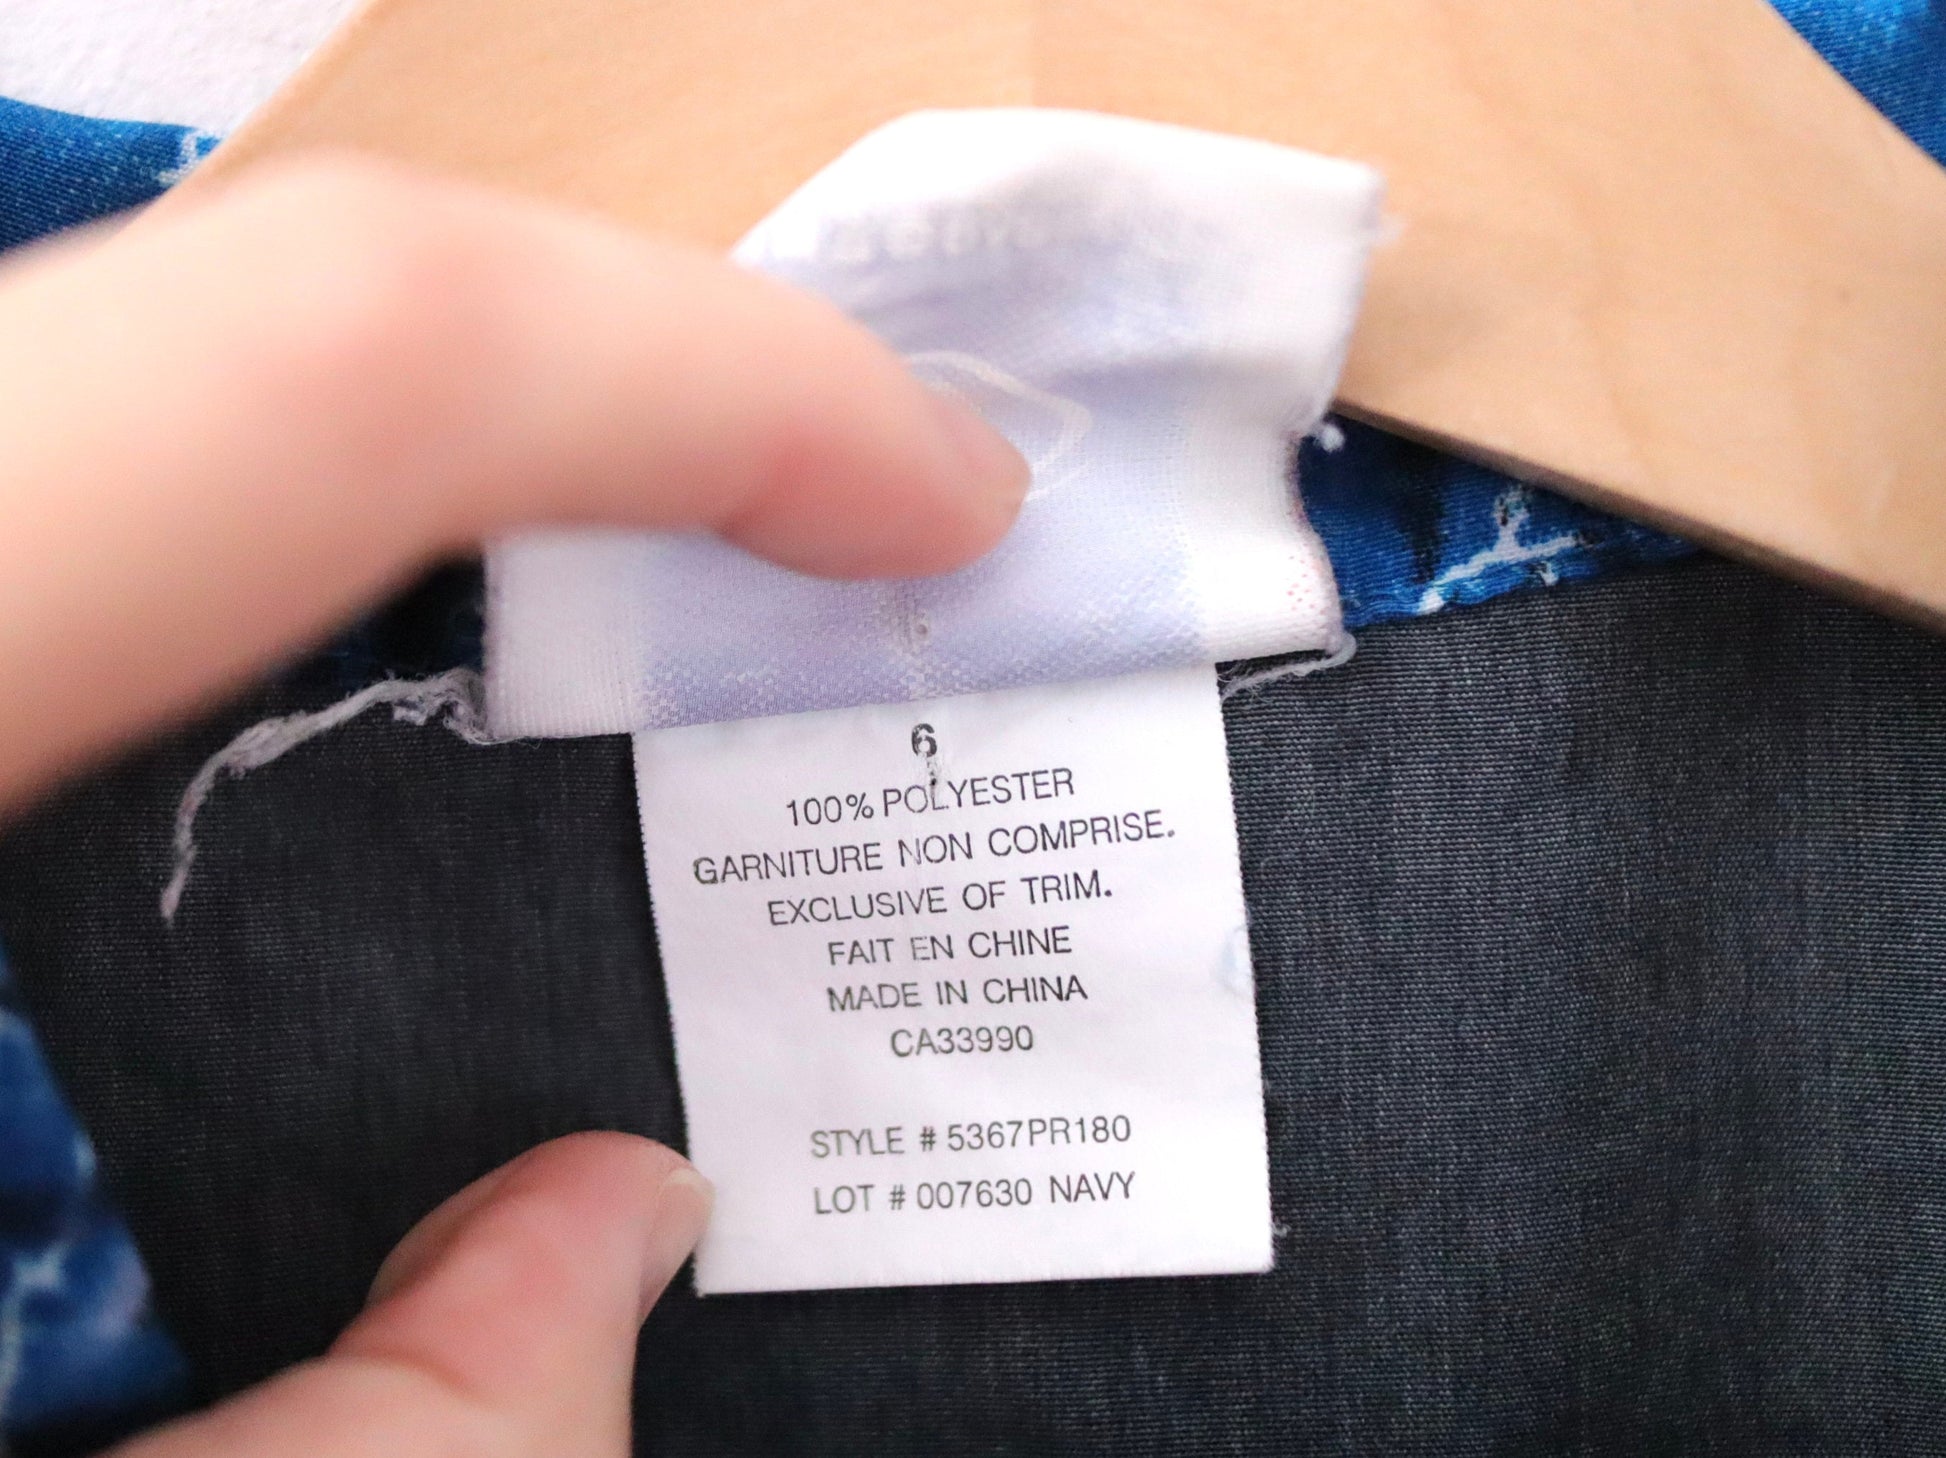 6
100% POLYESTER
GARNITURE NON COMPRISE.
EXCLUSIVE OF TRIM.
FAIT EN CHINE
MADE IN CHINA
CA33990
STYLE # 5367PR180
LOT # 007630 NAVY